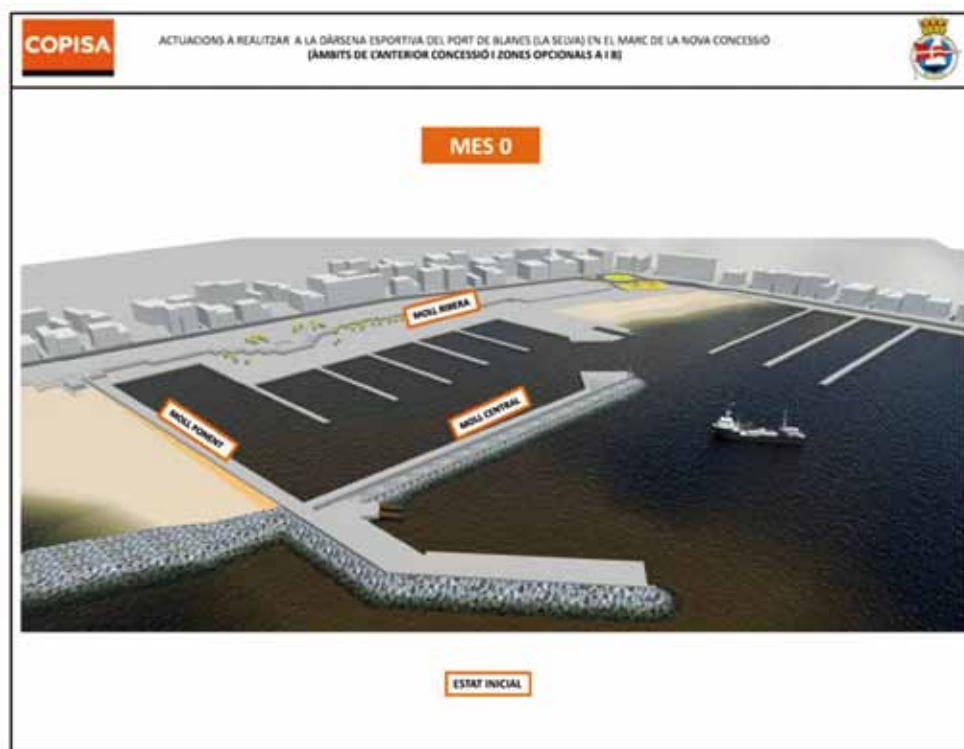 COPISA
ACTUACIONS A REALITZAR A LA DÀRSENA ESPORTIVA DEL PORT DE BLANES (LA SELVA) EN EL MARC DE LA NOVA CONCESSIÓ
(ÀMBITS DE L'ANTERIOR CONCESSIÓ I ZONES OPCIONALS A I B)
MES 0
MOLL RIBERA
MOLL PONENT
MOLL CENTRAL
ESTAT INICIAL